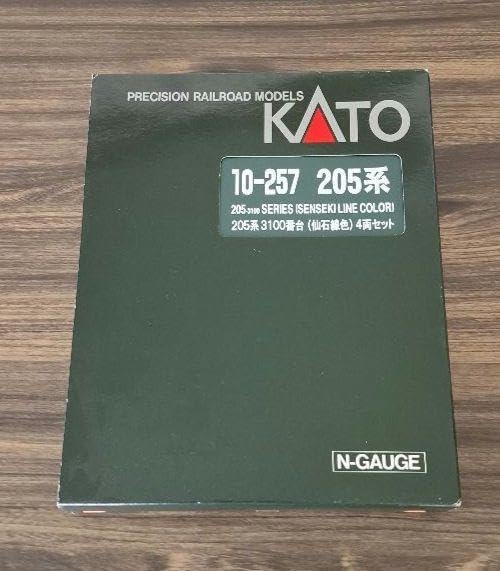 PRECISION RAILROAD MODELS
KATO
10-257 205系
205-3100 SERIES (SENSEKI LINE COLOR)
205系3100番台(仙石線色)4両セット
N-GAUGE